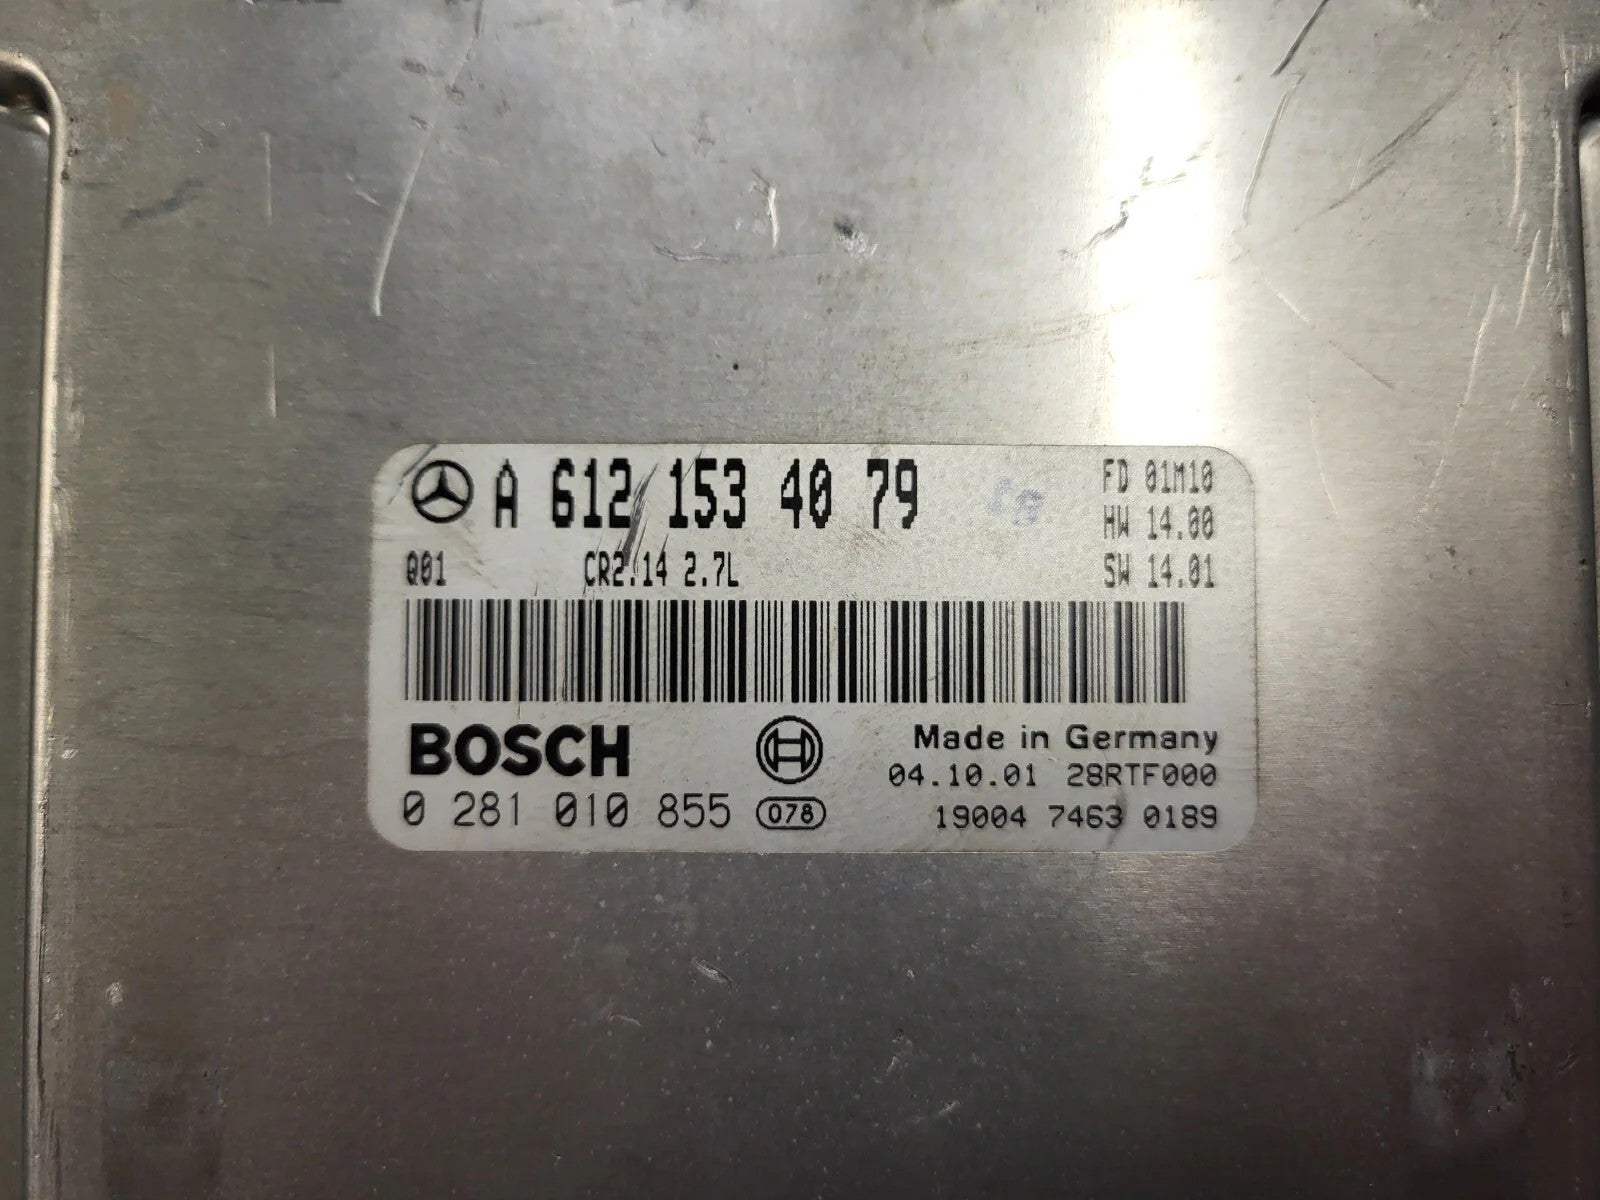 A 612 153 40 79
FD 01M10
HW 14.00
Q01 CR2.14 2.7L
SW 14.01
BOSCH
Made in Germany
04.10.01 28RTF000
0 281 010 855 078
19004 7463 0189